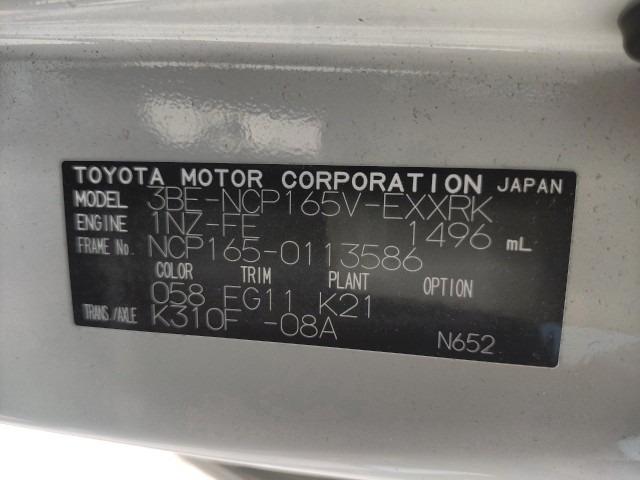 TOYOTA MOTOR CORPORATION JAPAN
MODEL 3BE-NCP165V-EXXRK
ENGINE 1NZ-FE 1496 mL
FRAME No NCP165-0113586
COLOR TRIM PLANT OPTION
058 FG11 K21
TRANS/AXLE K310F -08A
N652